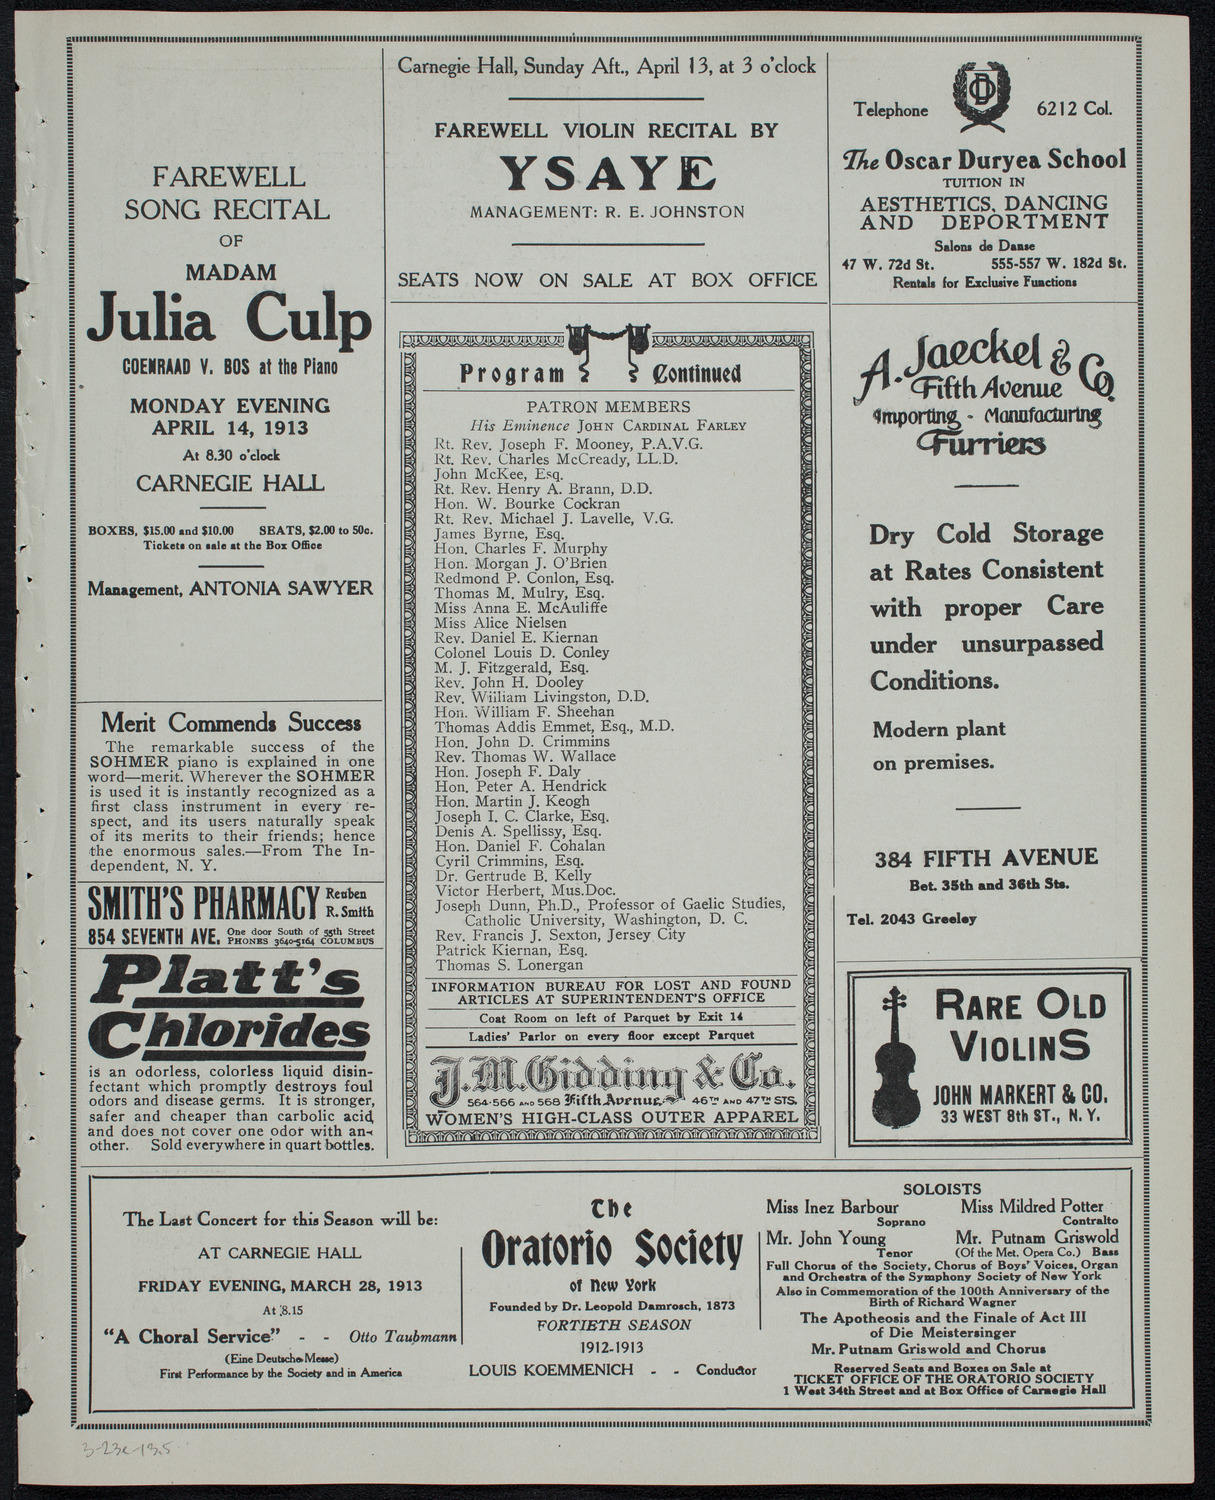 FAREWELL
SONG RECITAL
OF
MADAM
Julia Culp
COENRAAD V. BOS at the Piano
MONDAY EVENING
APRIL 14, 1913
At 8.30 o'clock
CARNEGIE HALL
BOXES, $15.00 and $10.00 SEATS, $2.00 to 50c.
Tickets on sale at the Box Office
Management, ANTONIA SAWYER
Merit Commends Success
The remarkable success of the
SOHMER piano is explained in one
word—merit. Wherever the SOHMER
is used it is instantly recognized as a
first class instrument in every re-
spect, and its users naturally speak
of its merits to their friends; hence
the enormous sales.—From The In-
dependent, N. Y.
SMITH'S PHARMACY Reuben
R. Smith
854 SEVENTH AVE. One door South of 55th Street
PHONES 3640-5164 COLUMBUS
Platt's
Chlorides
is an odorless, colorless liquid disin-
fectant which promptly destroys foul
odors and disease germs. It is stronger,
safer and cheaper than carbolic acid,
and does not cover one odor with an-
other. Sold everywhere in quart bottles.
Carnegie Hall, Sunday Aft., April 13, at 3 o'clock
FAREWELL VIOLIN RECITAL BY
YSAYE
MANAGEMENT: R. E. JOHNSTON
SEATS NOW ON SALE AT BOX OFFICE
Program Continued
PATRON MEMBERS
His Eminence JOHN CARDINAL FARLEY
Rt. Rev. Joseph F. Mooney, P.A.V.G.
Rt. Rev. Charles McCready, LL.D.
John McKee, Esq.
Rt. Rev. Henry A. Brann, D.D.
Hon. W. Bourke Cockran
Rt. Rev. Michael J. Lavelle, V.G.
James Byrne, Esq.
Hon. Charles F. Murphy
Hon. Morgan J. O'Brien
Redmond P. Conlon, Esq.
Thomas M. Mulry, Esq.
Miss Anna E. McAuliffe
Miss Alice Nielsen
Rev. Daniel E. Kiernan
Colonel Louis D. Conley
M. J. Fitzgerald, Esq.
Rev. John H. Dooley
Rev. Wiiliam Livingston, D.D.
Hon. William F. Sheehan
Thomas Addis Emmet, Esq., M.D.
Hon. John D. Crimmins
Rev. Thomas W. Wallace
Hon. Joseph F. Daly
Hon. Peter A. Hendrick
Hon. Martin J. Keogh
Joseph I. C. Clarke, Esq.
Denis A. Spellissy, Esq.
Hon. Daniel F. Cohalan
Cyril Crimmins, Esq.
Dr. Gertrude B. Kelly
Victor Herbert, Mus.Doc.
Joseph Dunn, Ph.D., Professor of Gaelic Studies,
Catholic University, Washington, D. C.
Rev. Francis J. Sexton, Jersey City
Patrick Kiernan, Esq.
Thomas S. Lonergan
INFORMATION BUREAU FOR LOST AND FOUND
ARTICLES AT SUPERINTENDENT'S OFFICE
Coat Room on left of Parquet by Exit 14
Ladies' Parlor on every floor except Parquet
J.M. Gidding & Co.
564-566 AND 568 Fifth Avenue 46TH AND 47TH STS.
WOMEN'S HIGH-CLASS OUTER APPAREL
OD
Telephone 6212 Col.
The Oscar Duryea School
TUITION IN
AESTHETICS, DANCING
AND DEPORTMENT
Salons de Danse
47 W. 72d St. 555-557 W. 182d St.
Rentals for Exclusive Functions
A. Jaeckel & Co.
Fifth Avenue
Importing - Manufacturing
Furriers
Dry Cold Storage
at Rates Consistent
with proper Care
under unsurpassed
Conditions.
Modern plant
on premises.
384 FIFTH AVENUE
Bet. 35th and 36th Sts.
Tel. 2043 Greeley
RARE OLD
VIOLINS
JOHN MARKERT & CO.
33 WEST 8th ST., N. Y.
The Last Concert for this Season will be:
AT CARNEGIE HALL
FRIDAY EVENING, MARCH 28, 1913
At 8.15
"A Choral Service" - - Otto Taubmann
(Eine Deutsche Messe)
First Performance by the Society and in America
The
Oratorio Society
of New York
Founded by Dr. Leopold Damrosch, 1873
FORTIETH SEASON
1912-1913
LOUIS KOEMMENICH - - Conductor
SOLOISTS
Miss Inez Barbour Miss Mildred Potter
Soprano Contralto
Mr. John Young Mr. Putnam Griswold
Tenor (Of the Met. Opera Co.) Bass
Full Chorus of the Society, Chorus of Boys' Voices, Organ
and Orchestra of the Symphony Society of New York
Also in Commemoration of the 100th Anniversary of the
Birth of Richard Wagner
The Apotheosis and the Finale of Act III
of Die Meistersinger
Mr. Putnam Griswold and Chorus
Reserved Seats and Boxes on Sale at
TICKET OFFICE OF THE ORATORIO SOCIETY
1 West 34th Street and at Box Office of Carnegie Hall